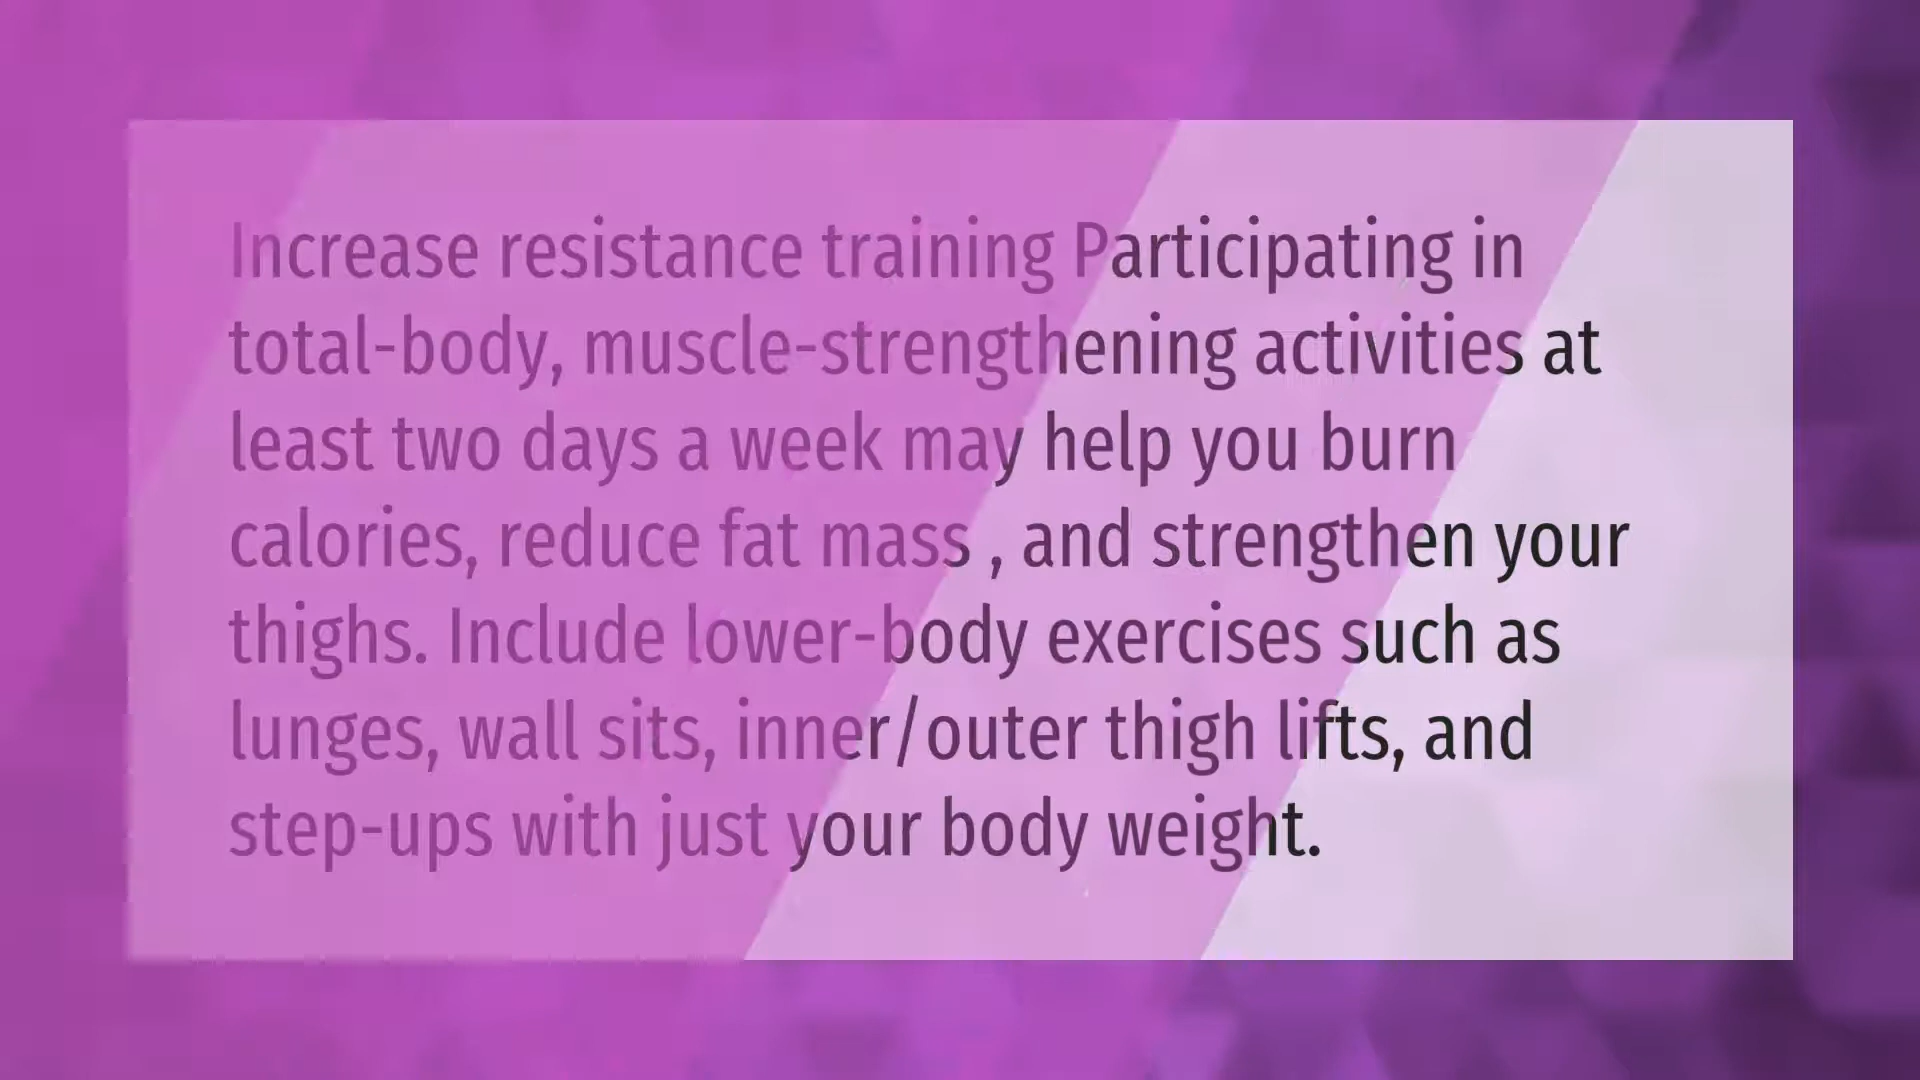 Increase resistance training Participating in
total-body, muscle-strengthening activities at
least two days a week may help you burn
calories, reduce fat mass , and strengthen your
thighs. Include lower-body exercises such as
lunges, wall sits, inner/outer thigh lifts, and
step-ups with just your body weight.